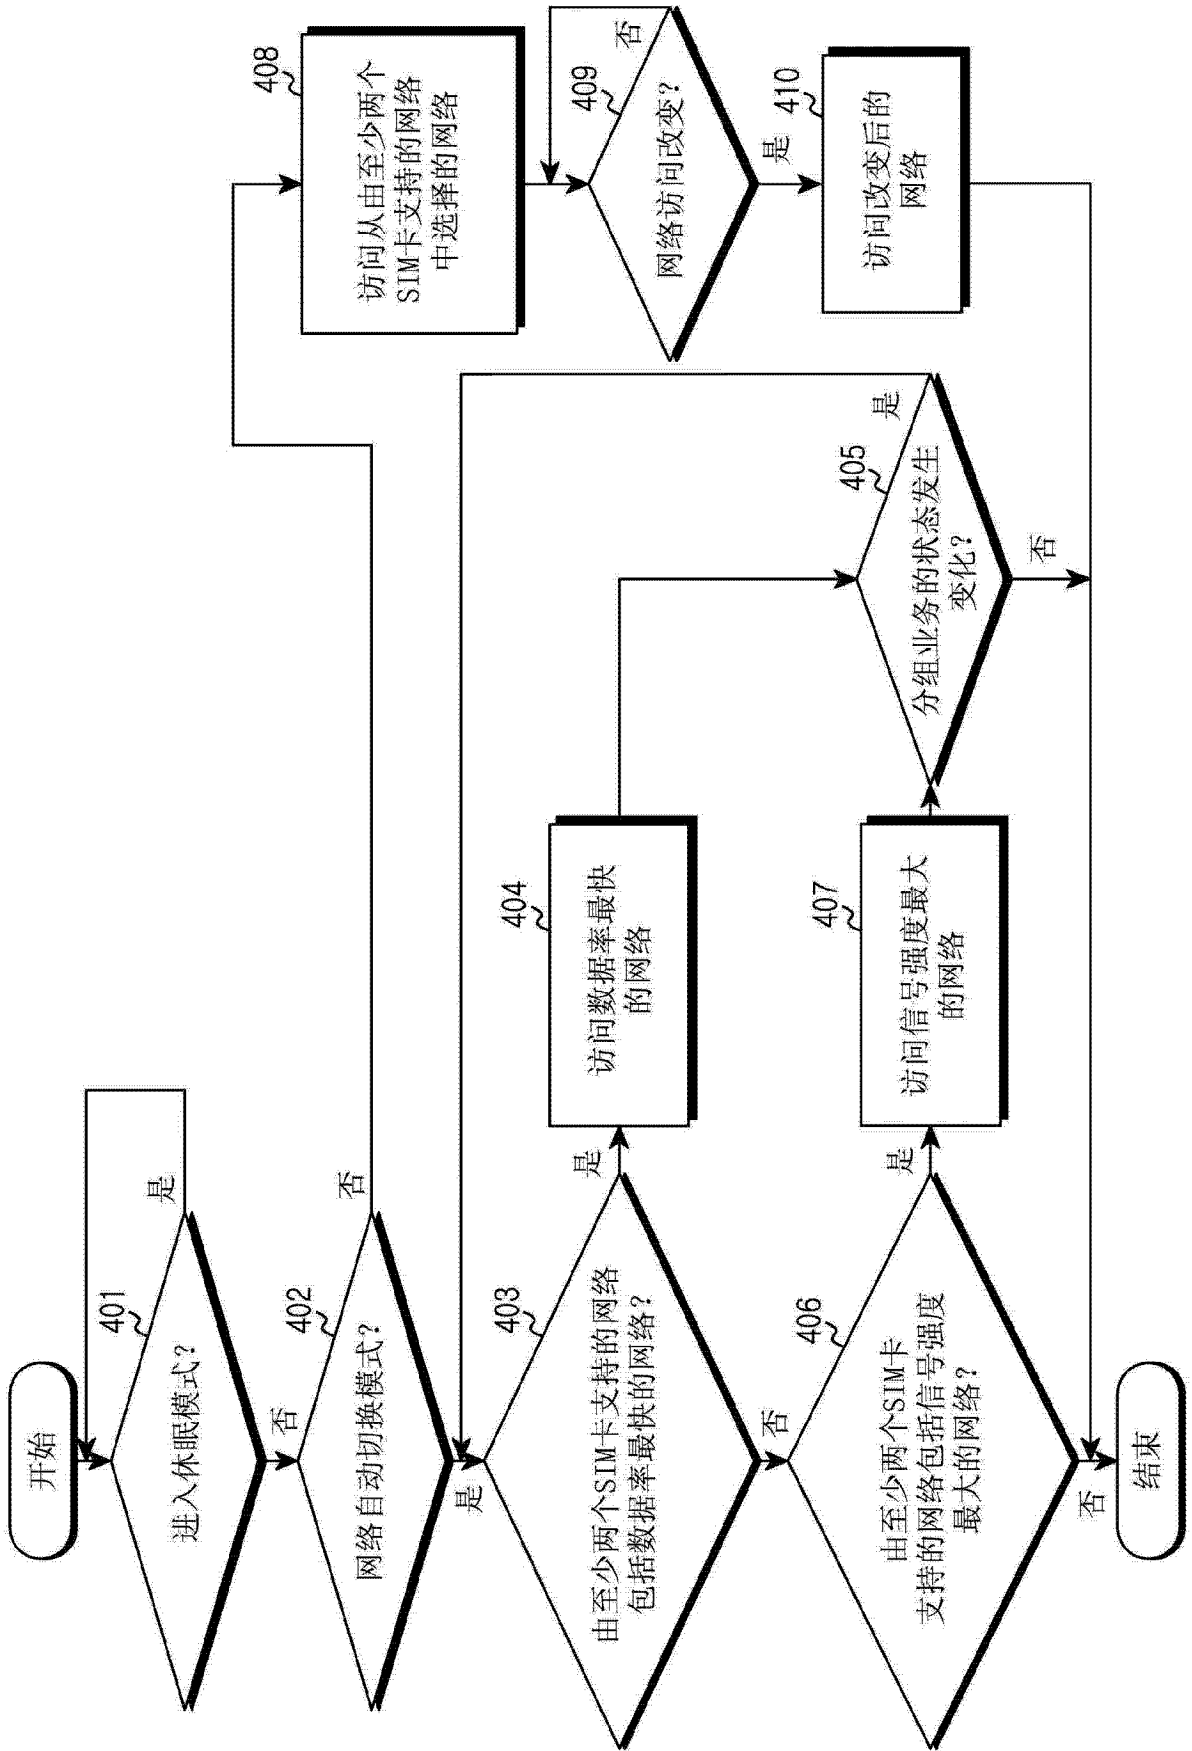 开始
401
进入休眠模式?
是
否
402
网络自动切换模式?
否
是
403
由至少两个SIM卡支持的网络
包括数据率最快的网络?
是
否
404
访问数据率最快
的网络
405
分组业务的状态发生
变化?
是
否
406
由至少两个SIM卡
支持的网络包括信号强度
最大的网络?
是
否
407
访问信号强度最大
的网络
408
访问从由至少两个
SIM卡支持的网络
中选择的网络
409
网络访问改变?
否
是
410
访问改变后的
网络
结束